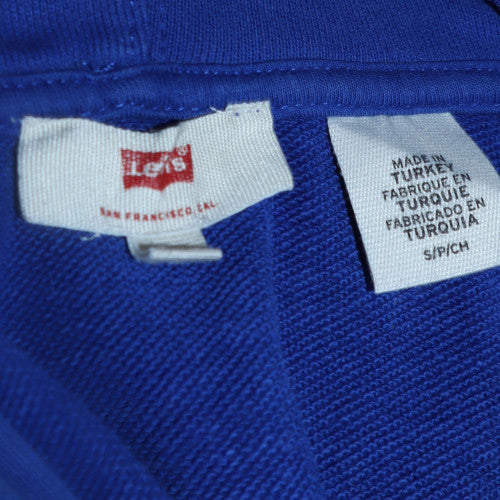 Levi's®
SAN FRANCISCO, CAL.
MADE IN
TURKEY
FABRIQUE EN
TURQUIE
FABRICADO EN
TURQUIA
S/P/CH